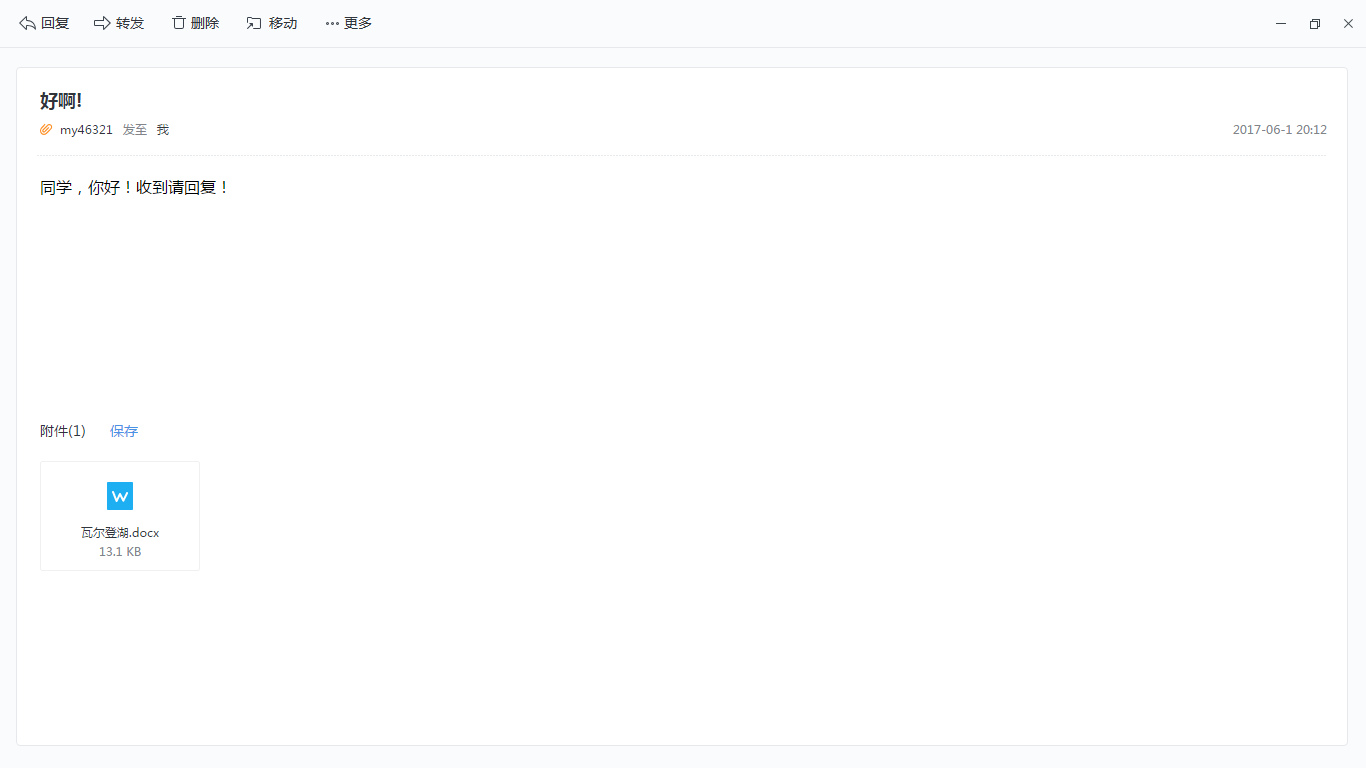 回复 转发 删除 移动 更多
好啊!
my46321 发至 我 2017-06-1 20:12
同学，你好！收到请回复！
附件(1) 保存
W
瓦尔登湖.docx
13.1 KB